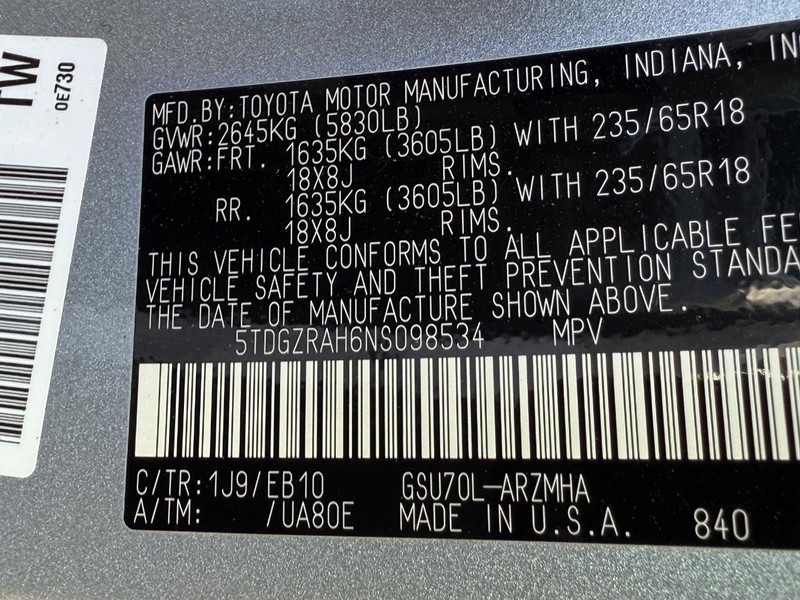 TW
0E730
MFD.BY:TOYOTA MOTOR MANUFACTURING, INDIANA, INC
GVWR:2645KG (5830LB)
GAWR:FRT. 1635KG (3605LB) WITH 235/65R18
18X8J RIMS.
RR. 1635KG (3605LB) WITH 235/65R18
18X8J RIMS.
THIS VEHICLE CONFORMS TO ALL APPLICABLE FE
VEHICLE SAFETY AND THEFT PREVENTION STANDA
THE DATE OF MANUFACTURE SHOWN ABOVE.
5TDGZRAH6NS098534 MPV
C/TR:1J9/EB10 GSU70L-ARZMHA
A/TM: /UA80E MADE IN U.S.A. 840